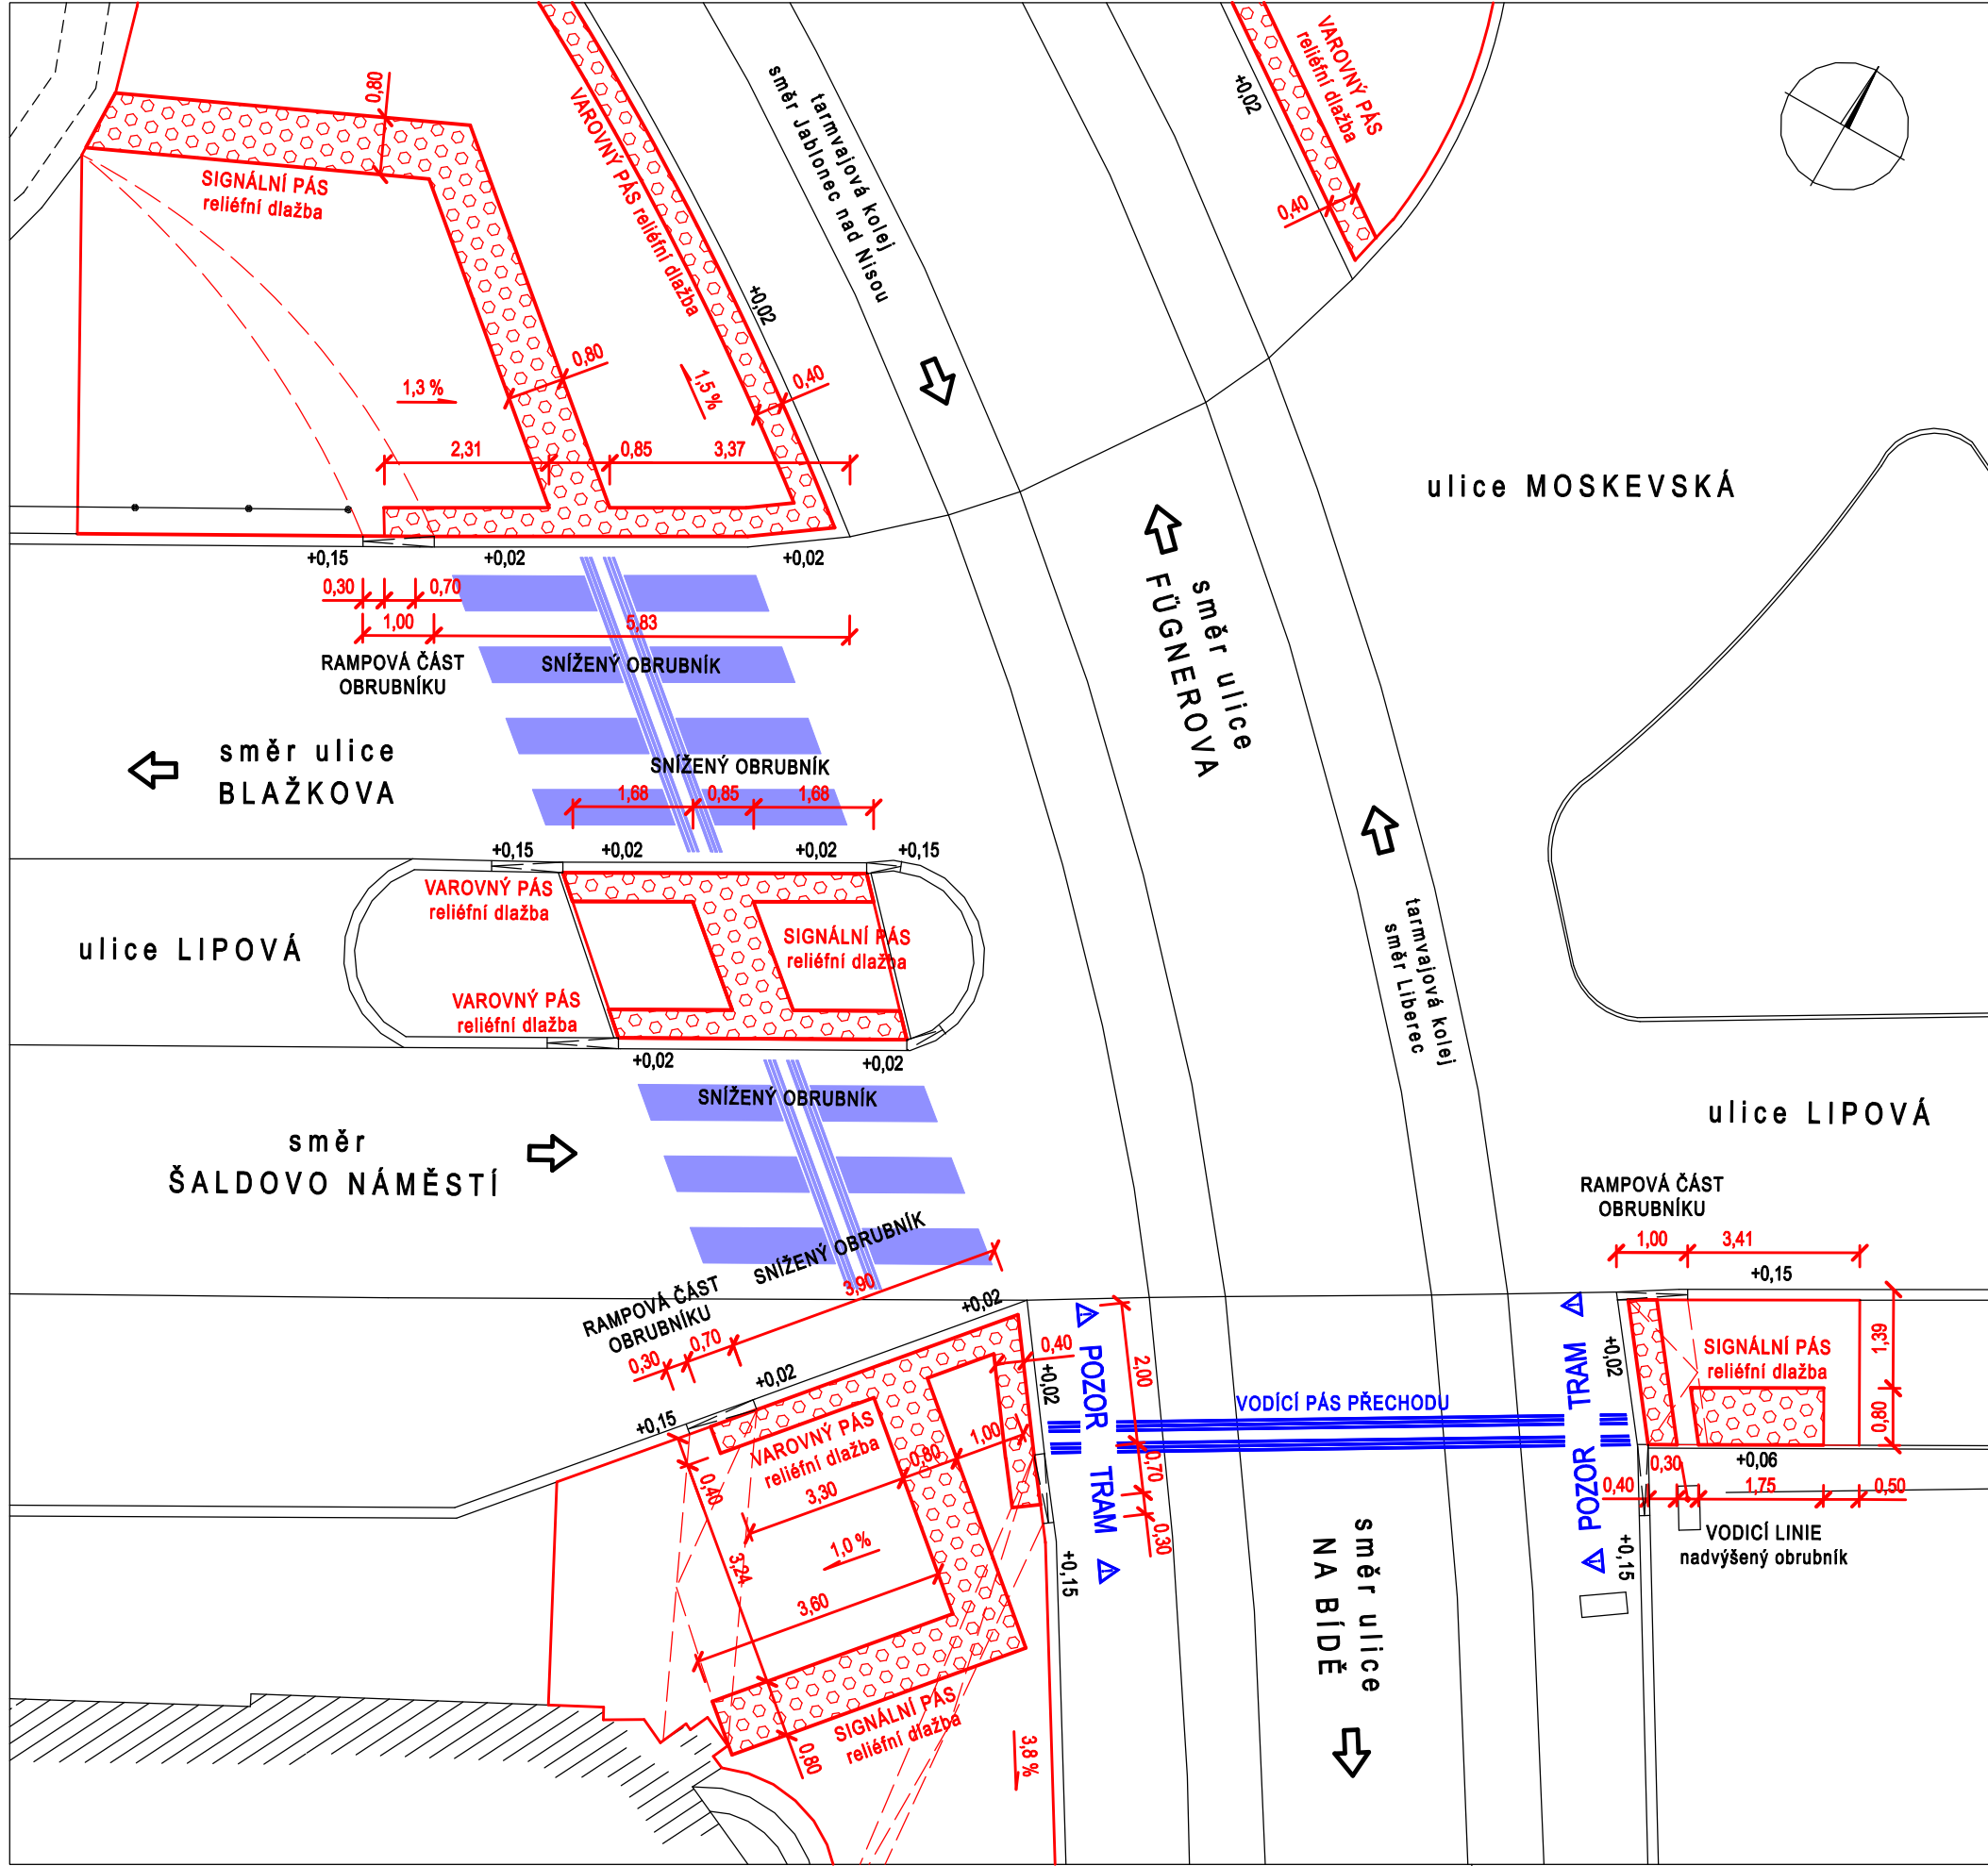 0,80
SIGNÁLNÍ PÁS
reliéfní dlažba
VAROVNÝ PÁS reliéfní dlažba
+0,02
tarmvajová kolej
směr Jablonec nad Nisou
VAROVNÝ PÁS
reliéfní dlažba
+0,02
0,40
1,3 %
0,80
1,5 %
0,40
2,31
0,85
3,37
+0,15
+0,02
+0,02
0,30
0,70
1,00
5,83
RAMPOVÁ ČÁST
OBRUBNÍKU
SNÍŽENÝ OBRUBNÍK
ulice MOSKEVSKÁ
směr ulice
FÜGNEROVA
směr ulice
BLAŽKOVA
SNÍŽENÝ OBRUBNÍK
1,68
0,85
1,68
+0,15
+0,02
+0,02
+0,15
VAROVNÝ PÁS
reliéfní dlažba
SIGNÁLNÍ PÁS
reliéfní dlažba
ulice LIPOVÁ
VAROVNÝ PÁS
reliéfní dlažba
+0,02
+0,02
tarmvajová kolej
směr Liberec
SNÍŽENÝ OBRUBNÍK
směr
ŠALDOVO NÁMĚSTÍ
ulice LIPOVÁ
SNÍŽENÝ OBRUBNÍK
3,90
RAMPOVÁ ČÁST
OBRUBNÍKU
0,30
0,70
+0,02
+0,02
+0,15
RAMPOVÁ ČÁST
OBRUBNÍKU
1,00
3,41
+0,15
0,40
+0,02
POZOR TRAM
2,00
0,70
0,30
VODÍCÍ PÁS PŘECHODU
POZOR TRAM
+0,02
SIGNÁLNÍ PÁS
reliéfní dlažba
1,39
0,80
VAROVNÝ PÁS
reliéfní dlažba
0,80
1,00
0,40
3,30
1,0 %
3,24
3,60
+0,15
0,30
+0,06
0,40
1,75
0,50
VODICÍ LINIE
nadvýšený obrubník
+0,15
směr ulice
NA BÍDĚ
SIGNÁLNÍ PÁS
reliéfní dlažba
0,80
3,8 %